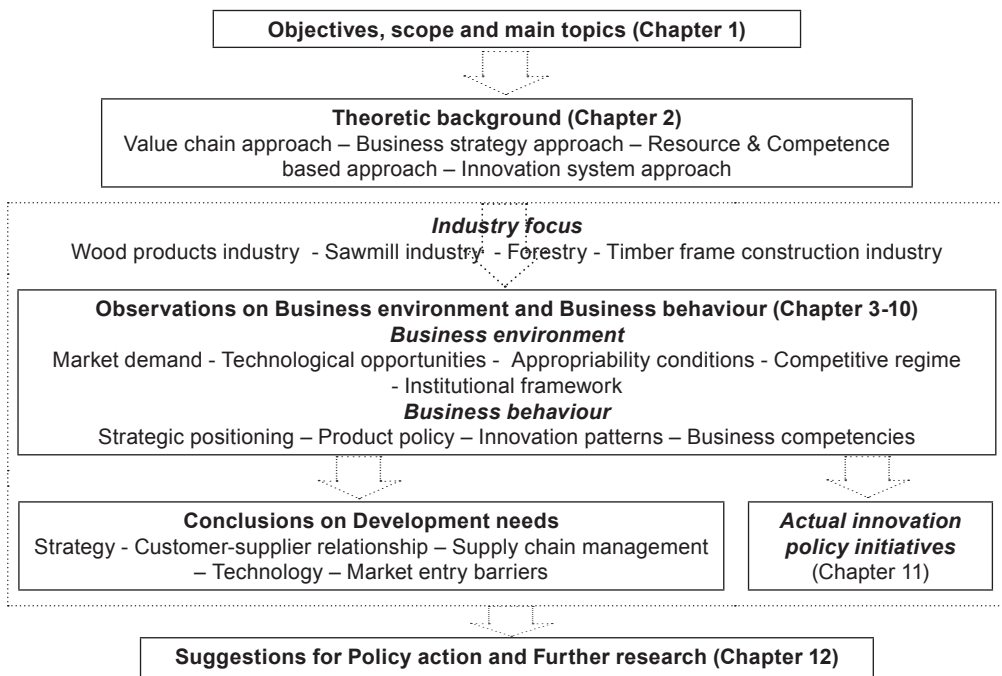 Objectives, scope and main topics (Chapter 1)
Theoretic background (Chapter 2)
Value chain approach – Business strategy approach – Resource & Competence
based approach – Innovation system approach
Industry focus
Wood products industry - Sawmill industry - Forestry - Timber frame construction industry
Observations on Business environment and Business behaviour (Chapter 3-10)
Business environment
Market demand - Technological opportunities - Appropriability conditions - Competitive regime
- Institutional framework
Business behaviour
Strategic positioning – Product policy – Innovation patterns – Business competencies
Conclusions on Development needs
Strategy - Customer-supplier relationship – Supply chain management
– Technology – Market entry barriers
Actual innovation
policy initiatives
(Chapter 11)
Suggestions for Policy action and Further research (Chapter 12)